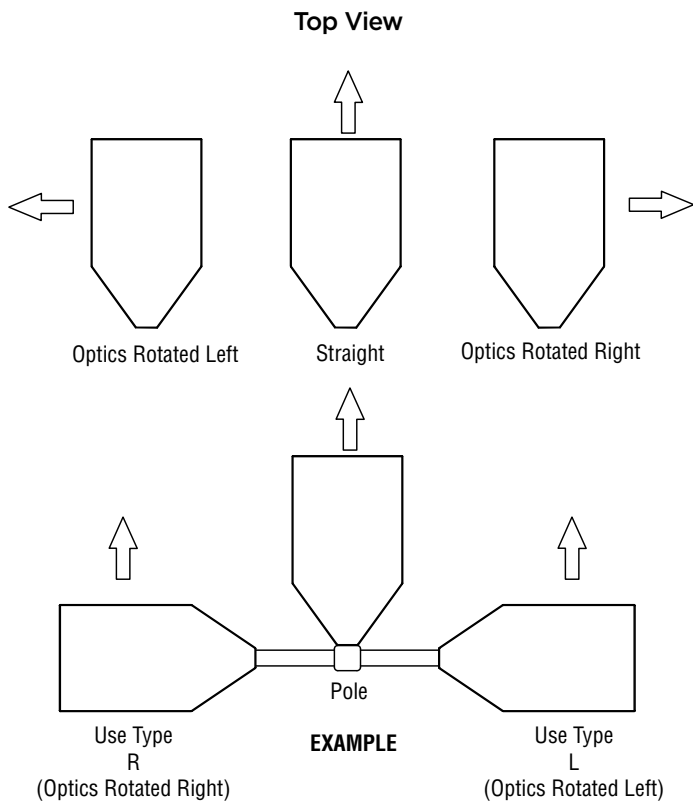 Top View
Optics Rotated Left
Straight
Optics Rotated Right
Pole
Use Type
R
(Optics Rotated Right)
EXAMPLE
Use Type
L
(Optics Rotated Left)